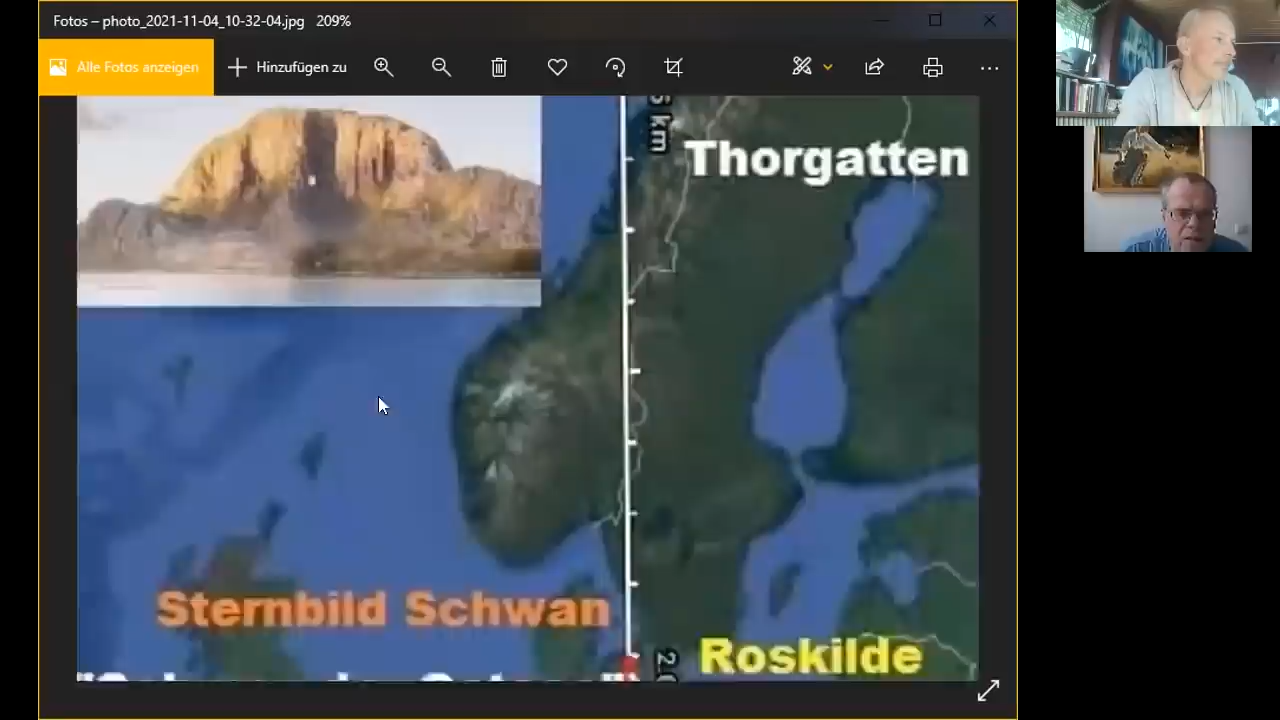 Fotos – photo_2021-11-04_10-32-04.jpg 209%
Alle Fotos anzeigen
Hinzufügen zu
Thorgatten
Sternbild Schwan
Roskilde